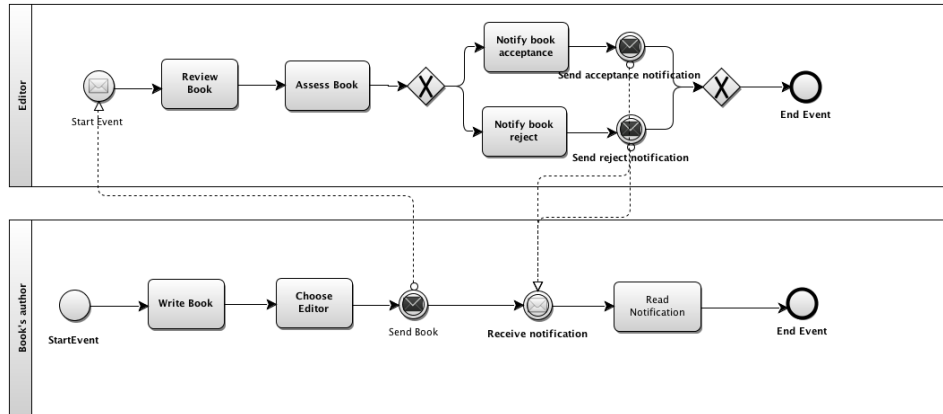 Editor
Start Event
Review
Book
Assess Book
Notify book
acceptance
Send acceptance notification
Notify book
reject
Send reject notification
End Event
Book's author
StartEvent
Write Book
Choose
Editor
Send Book
Receive notification
Read
Notification
End Event